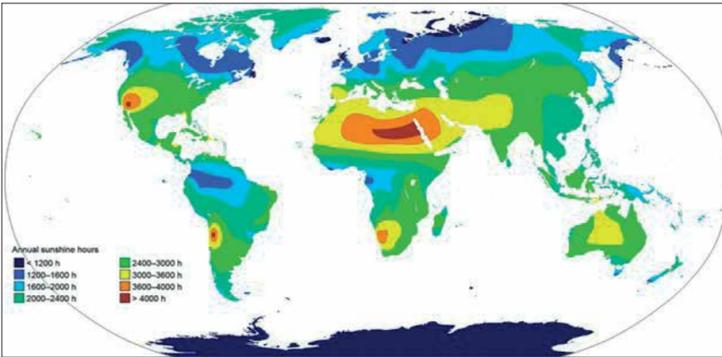 Annual sunshine hours
< 1200 h
1200–1600 h
1600–2000 h
2000–2400 h
2400–3000 h
3000–3600 h
3600–4000 h
> 4000 h